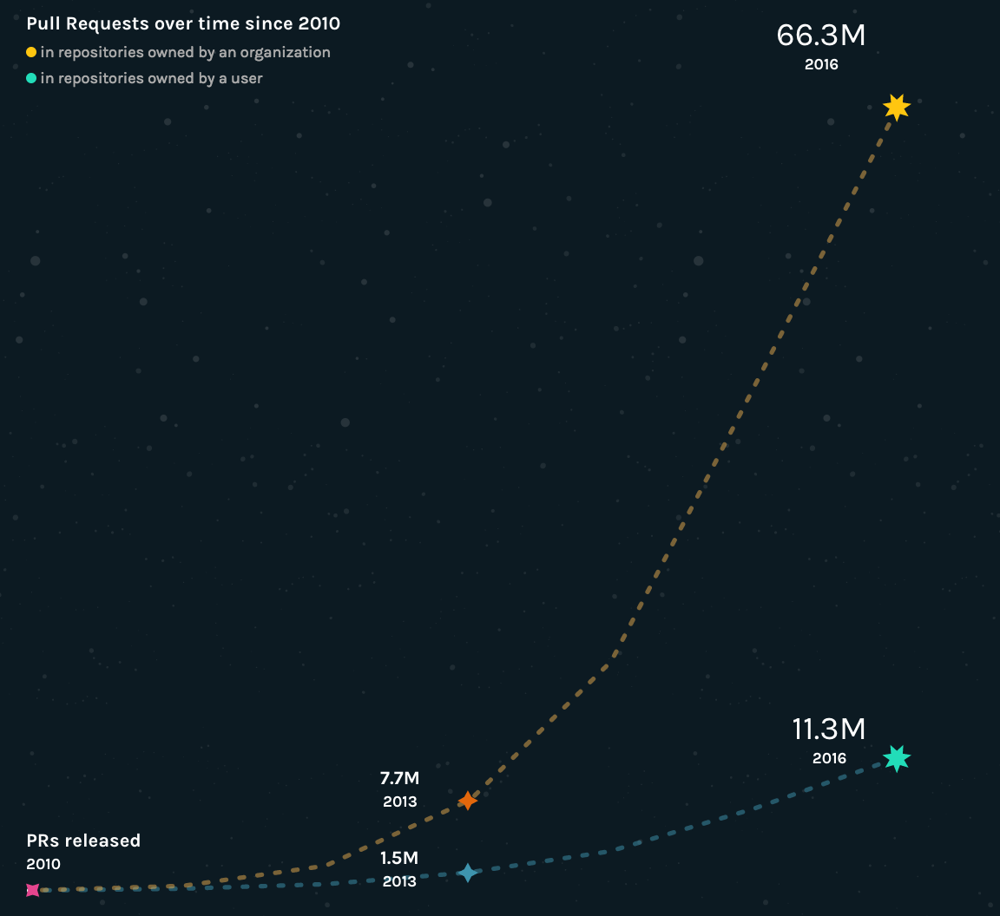 Pull Requests over time since 2010
in repositories owned by an organization
in repositories owned by a user
66.3M
2016
11.3M
2016
7.7M
2013
PRs released
2010
1.5M
2013